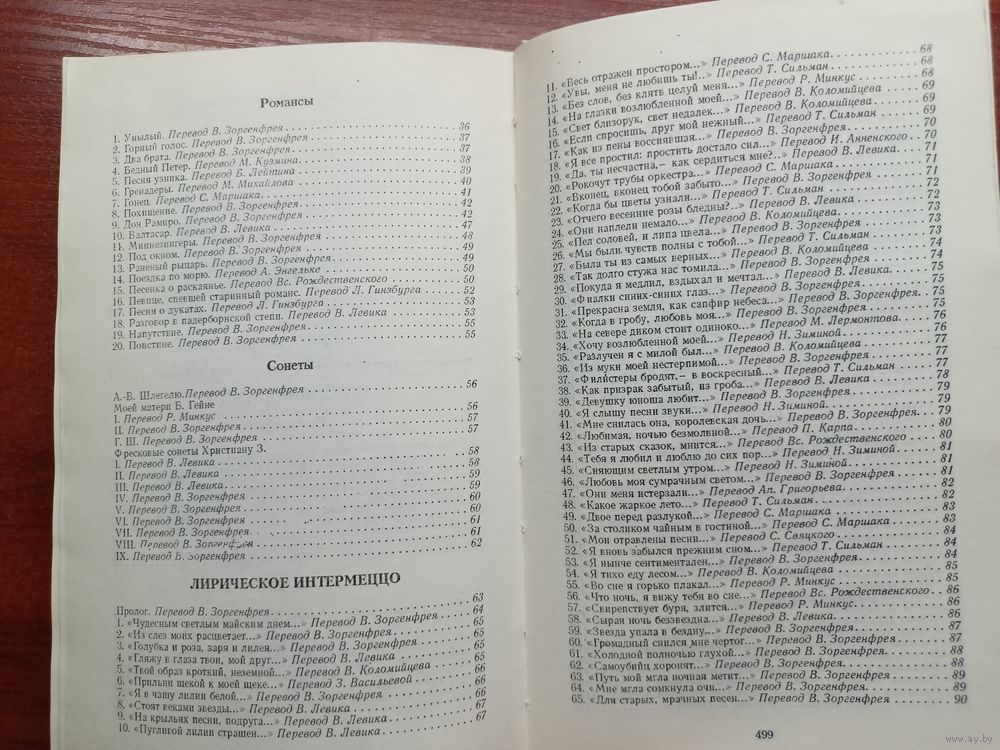 Романсы
1. Унылый. Перевод В. Зоргенфрея 36
2. Горный голос. Перевод В. Зоргенфрея 37
3. Два брата. Перевод В. Зоргенфрея 37
4. Бедный Петер. Перевод М. Кузмина 38
5. Песня узника. Перевод Б. Лейтина 39
6. Гренадеры. Перевод М. Михайлова 40
7. Гонец. Перевод С. Маршака 41
8. Похищение. Перевод В. Зоргенфрея 42
9. Дон Рамиро. Перевод В. Зоргенфрея 42
10. Балтасар. Перевод В. Левика 47
11. Миннезингеры. Перевод В. Зоргенфрея 48
12. Под окном. Перевод В. Зоргенфрея 49
13. Раненый рыцарь. Перевод В. Зоргенфрея 49
14. Поездка по морю. Перевод А. Энгельке 50
15. Песенка о раскаянье. Перевод Вс. Рождественского 50
16. Певице, спевшей старинный романс. Перевод Л. Гинзбурга 52
17. Песня о дукатах. Перевод Л. Гинзбурга 53
18. Разговор в падерборнской степи. Перевод В. Левика 53
19. Напутствие. Перевод В. Зоргенфрея 55
20. Поистине. Перевод В. Зоргенфрея 55
Сонеты
А.-В. Шлегелю. Перевод В. Зоргенфрея 56
Моей матери Б. Гейне
I. Перевод Р. Минкус 56
II. Перевод В. Зоргенфрея 57
Г. Ш. Перевод В. Зоргенфрея 57
Фресковые сонеты Христиану З.
I. Перевод В. Левика 58
II. Перевод В. Левика 58
III. Перевод В. Левика 59
IV. Перевод В. Зоргенфрея 59
V. Перевод В. Зоргенфрея 60
VI. Перевод В. Зоргенфрея 60
VII. Перевод В. Зоргенфрея 61
VIII. Перевод В. Зоргенфрея 61
IX. Перевод В. Зоргенфрея 62
ЛИРИЧЕСКОЕ ИНТЕРМЕЦЦО
Пролог. Перевод В. Зоргенфрея 63
1. «Чудесным светлым майским днем...» Перевод В. Зоргенфрея 64
2. «Из слез моих расцветает...» Перевод В. Зоргенфрея 65
3. «Голубка и роза, заря и лилея...» Перевод В. Зоргенфрея 65
4. «Гляжу в глаза твои, мой друг...» Перевод В. Левика 65
5. «Твой образ кроткий, неземной...» Перевод В. Коломийцева 65
6. «Прильни щекой к моей щеке...» Перевод З. Васильевой 66
7. «Я в чашу лилии белой...» Перевод В. Зоргенфрея 66
8. «Стоят веками звезды...» Перевод В. Левика 66
9. «На крыльях песни, подруга...» Перевод В. Левика 67
10. «Пугливой лилии страшен...» Перевод В. Левика 67
11. «Весь отражен простором...» Перевод С. Маршака 68
12. «Увы, меня не любишь ты!..» Перевод Т. Сильман 68
13. «Без слов, без клятв целуй меня...» Перевод Р. Минкус 68
14. «На глазки возлюбленной моей...» Перевод В. Коломийцева 69
15. «Свет близорук, свет недалек...» Перевод В. Коломийцева 69
16. «Если спросишь, друг мой нежный...» Перевод Т. Сильман 69
17. «Как из пены воссиявшая...» Перевод В. Зоргенфрея 70
18. «Я все простил: простить достало сил...» Перевод И. Анненского 70
19. «Да, ты несчастна,– как сердиться мне?..» Перевод В. Левика 71
20. «Рокочут трубы оркестра...» Перевод С. Маршака 71
21. «Вконец, вконец тобой забыто...» Перевод В. Зоргенфрея 71
22. «Когда бы цветы узнали...» Перевод Т. Сильман 72
23. «Отчего весенние розы бледны?..» Перевод В. Левика 72
24. «Они наплели немало...» Перевод В. Коломийцева 73
25. «Пел соловей, и липа цвела...» Перевод В. Зоргенфрея 73
26. «Мы были чувств полны с тобой...» Перевод Т. Сильман 73
27. «Была ты из самых верных...» Перевод В. Коломийцева 74
28. «Так долго стужа нас томила...» Перевод В. Зоргенфрея 74
29. «Покуда я медлил, вздыхал и мечтал...» Перевод В. Левика 75
30. «Фиалки синих-синих глаз...» Перевод В. Зоргенфрея 75
31. «Прекрасна земля, как сапфир небеса...» Перевод В. Зоргенфрея 75
32. «Когда в гробу, любовь моя...» Перевод В. Зоргенфрея 75
33. «На севере диком стоит одиноко...» Перевод М. Лермонтова 76
34. «Хочу возлюбленной моей...» Перевод Н. Зиминой 76
35. «Разлучен я с милой был...» Перевод В. Коломийцева 76
36. «Из муки моей нестерпимой...» Перевод В. Зоргенфрея 77
37. «Филистеры бродят,– в воскресный...» Перевод Т. Сильман 77
38. «Как призрак забытый, из гроба...» Перевод В. Зоргенфрея 77
39. «Девушку юноша любит...» Перевод В. Левика 78
40. «Я слышу песни звуки...» Перевод В. Зоргенфрея 79
41. «Мне снилась она, королевская дочь...» Перевод Н. Зиминой 79
42. «Любимая, ночью безмолвной...» Перевод В. Зоргенфрея 79
43. «Из старых сказок, мнится...» Перевод П. Карпа 80
44. «Тебя я любил и люблю до сих пор...» Перевод Вс. Рождественского 80
45. «Сияющим светлым утром...» Перевод Н. Зиминой 81
46. «Любовь моя сумрачным светом...» Перевод Н. Зиминой 81
47. «Они меня истерзали...» Перевод Ап. Григорьева 82
48. «Какое жаркое лето...» Перевод Т. Сильман 82
49. «Двое перед разлукой...» Перевод С. Маршака 83
50. «За столиком чайным в гостиной...» Перевод С. Маршака 83
51. «Мои отравлены песни...» Перевод С. Свяцкого 84
52. «Я вновь забылся прежним сном...» Перевод Т. Сильман 84
53. «Я нынче сентиментален...» Перевод В. Зоргенфрея 84
54. «Я тихо еду лесом...» Перевод В. Коломийцева 85
55. «Во сне я горько плакал...» Перевод Р. Минкус 85
56. «Что ночь, я вижу тебя во сне...» Перевод Вс. Рождественского 86
57. «Свирепствует буря, злится...» Перевод Р. Минкус 86
58. «Сырая ночь беззвездна...» Перевод В. Левика 86
59. «Звезда упала в бездну...» Перевод В. Зоргенфрея 87
60. «Громадный снился мне чертог...» Перевод В. Зоргенфрея 87
61. «Холодной полночью глухой...» Перевод В. Зоргенфрея 88
62. «Самоубийц хоронят...» Перевод В. Зоргенфрея 88
63. «Путь мой мгла ночная метит...» Перевод В. Зоргенфрея 89
64. «Мне мгла сомкнула очи...» Перевод В. Зоргенфрея 89
65. «Для старых, мрачных песен...» Перевод В. Зоргенфрея 90
499
www.ay.by